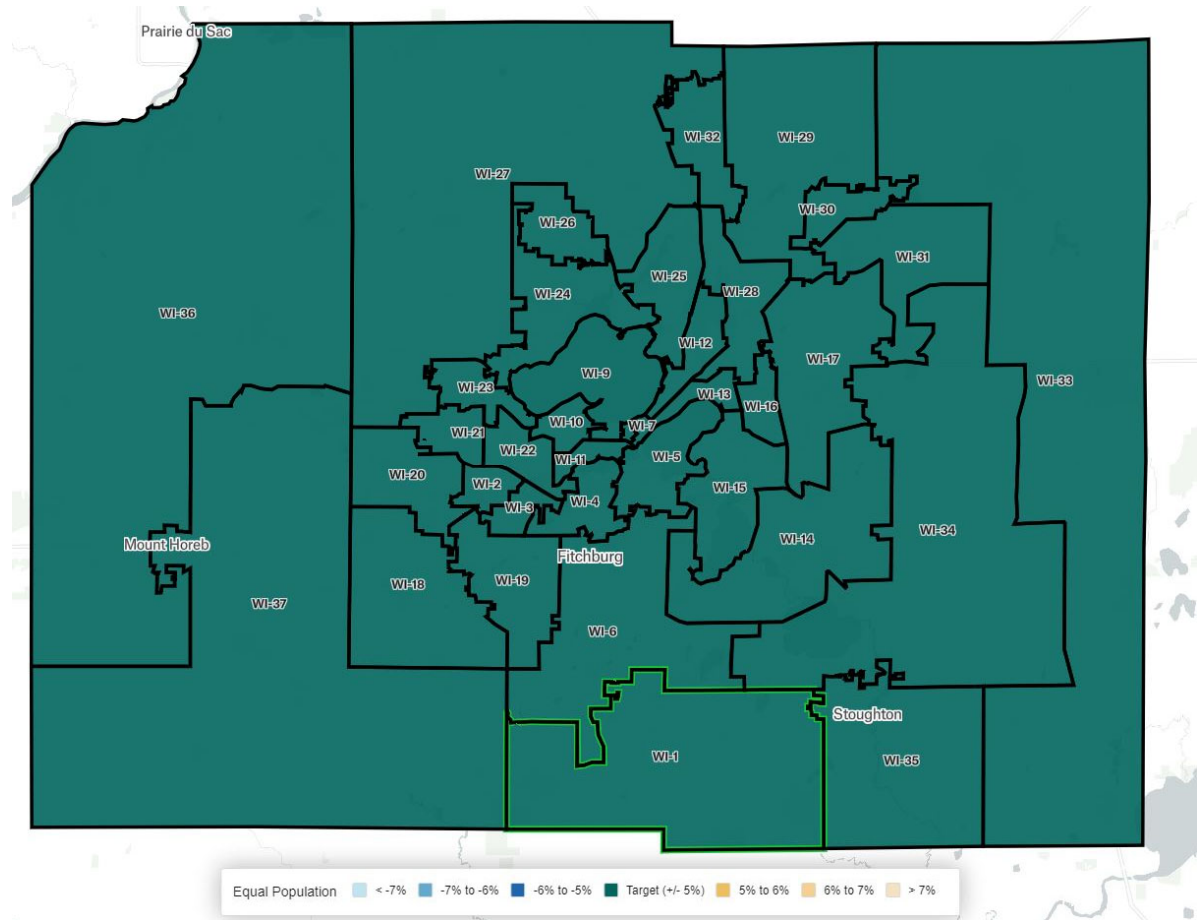 Prairie du Sac
WI-32
WI-29
WI-27
WI-30
WI-26
WI-31
WI-25
WI-28
WI-24
WI-36
WI-12
WI-17
WI-9
WI-33
WI-23
WI-13
WI-16
WI-10
WI-7
WI-21
WI-22
WI-5
WI-11
WI-20
WI-2
WI-15
WI-4
WI-3
WI-34
WI-14
Mount Horeb
Fitchburg
WI-19
WI-18
WI-37
WI-6
Stoughton
WI-1
WI-35
Equal Population < -7% -7% to -6% -6% to -5% Target (+/- 5%) 5% to 6% 6% to 7% > 7%